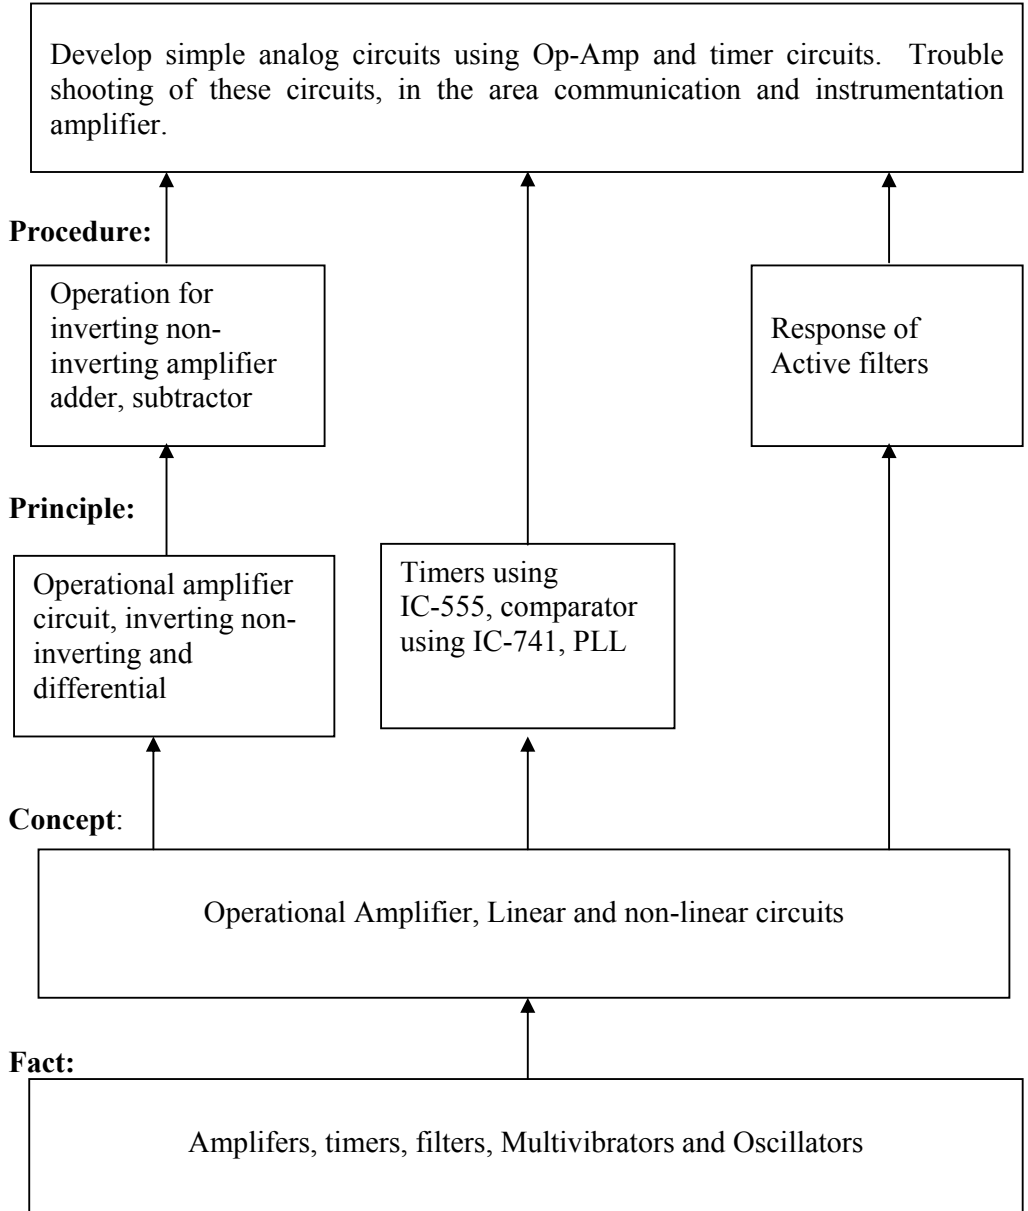 Develop simple analog circuits using Op-Amp and timer circuits. Trouble
shooting of these circuits, in the area communication and instrumentation
amplifier.
Procedure:
Operation for
inverting non-
inverting amplifier
adder, subtractor
Response of
Active filters
Principle:
Operational amplifier
circuit, inverting non-
inverting and
differential
Timers using
IC-555, comparator
using IC-741, PLL
Concept:
Operational Amplifier, Linear and non-linear circuits
Fact:
Amplifers, timers, filters, Multivibrators and Oscillators